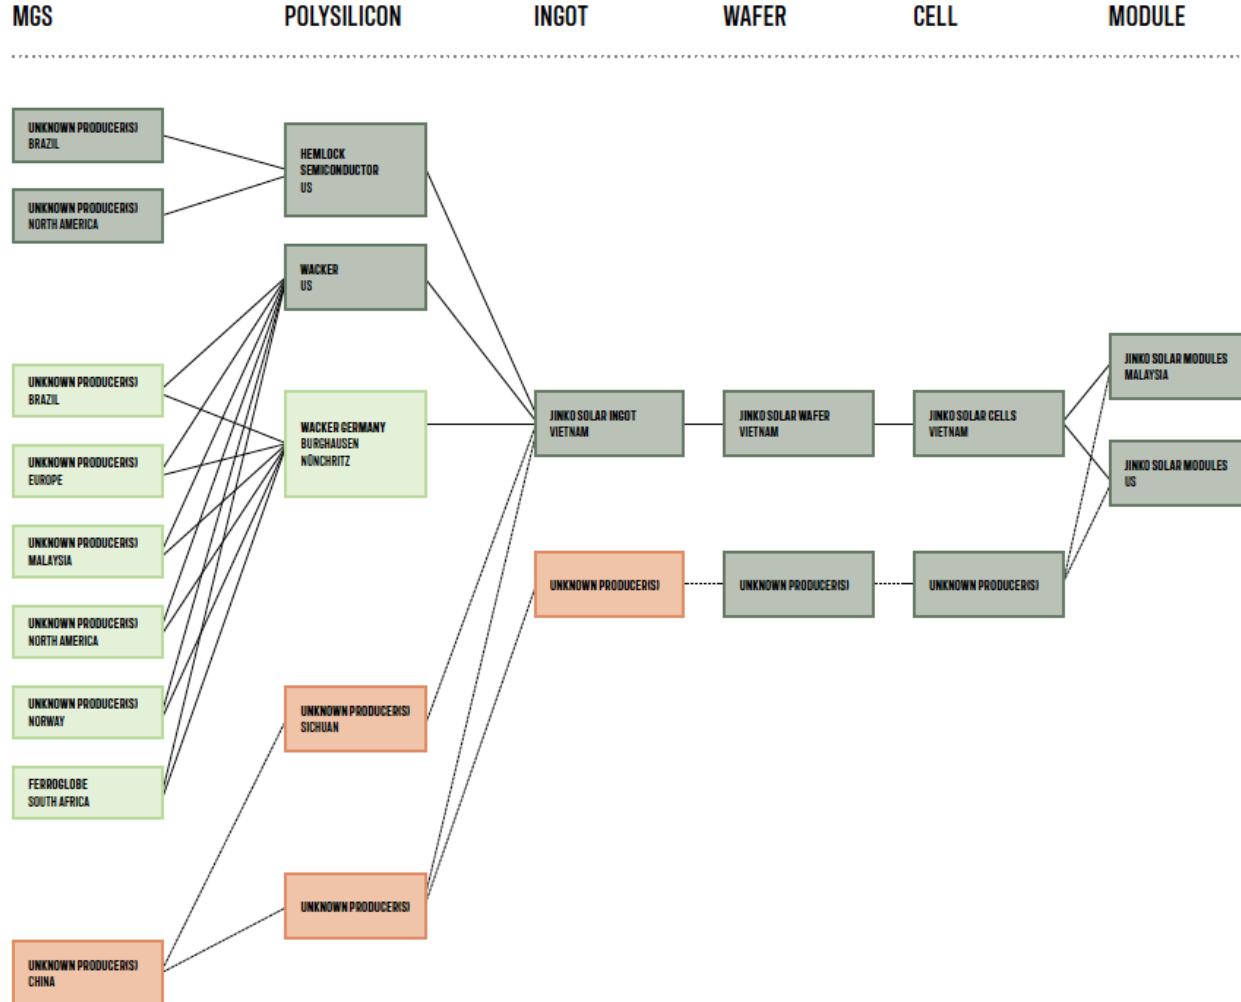 MGS
POLYSILICON
INGOT
WAFER
CELL
MODULE
UNKNOWN PRODUCER(S)
BRAZIL
UNKNOWN PRODUCER(S)
NORTH AMERICA
UNKNOWN PRODUCER(S)
BRAZIL
UNKNOWN PRODUCER(S)
EUROPE
UNKNOWN PRODUCER(S)
MALAYSIA
UNKNOWN PRODUCER(S)
NORTH AMERICA
UNKNOWN PRODUCER(S)
NORWAY
FERROGLOBE
SOUTH AFRICA
UNKNOWN PRODUCER(S)
CHINA
HEMLOCK
SEMICONDUCTOR
US
WACKER
US
WACKER GERMANY
BURGHAUSEN
NÜNCHRITZ
UNKNOWN PRODUCER(S)
SICHUAN
UNKNOWN PRODUCER(S)
JINKO SOLAR INGOT
VIETNAM
UNKNOWN PRODUCER(S)
JINKO SOLAR WAFER
VIETNAM
UNKNOWN PRODUCER(S)
JINKO SOLAR CELLS
VIETNAM
UNKNOWN PRODUCER(S)
JINKO SOLAR MODULES
MALAYSIA
JINKO SOLAR MODULES
US